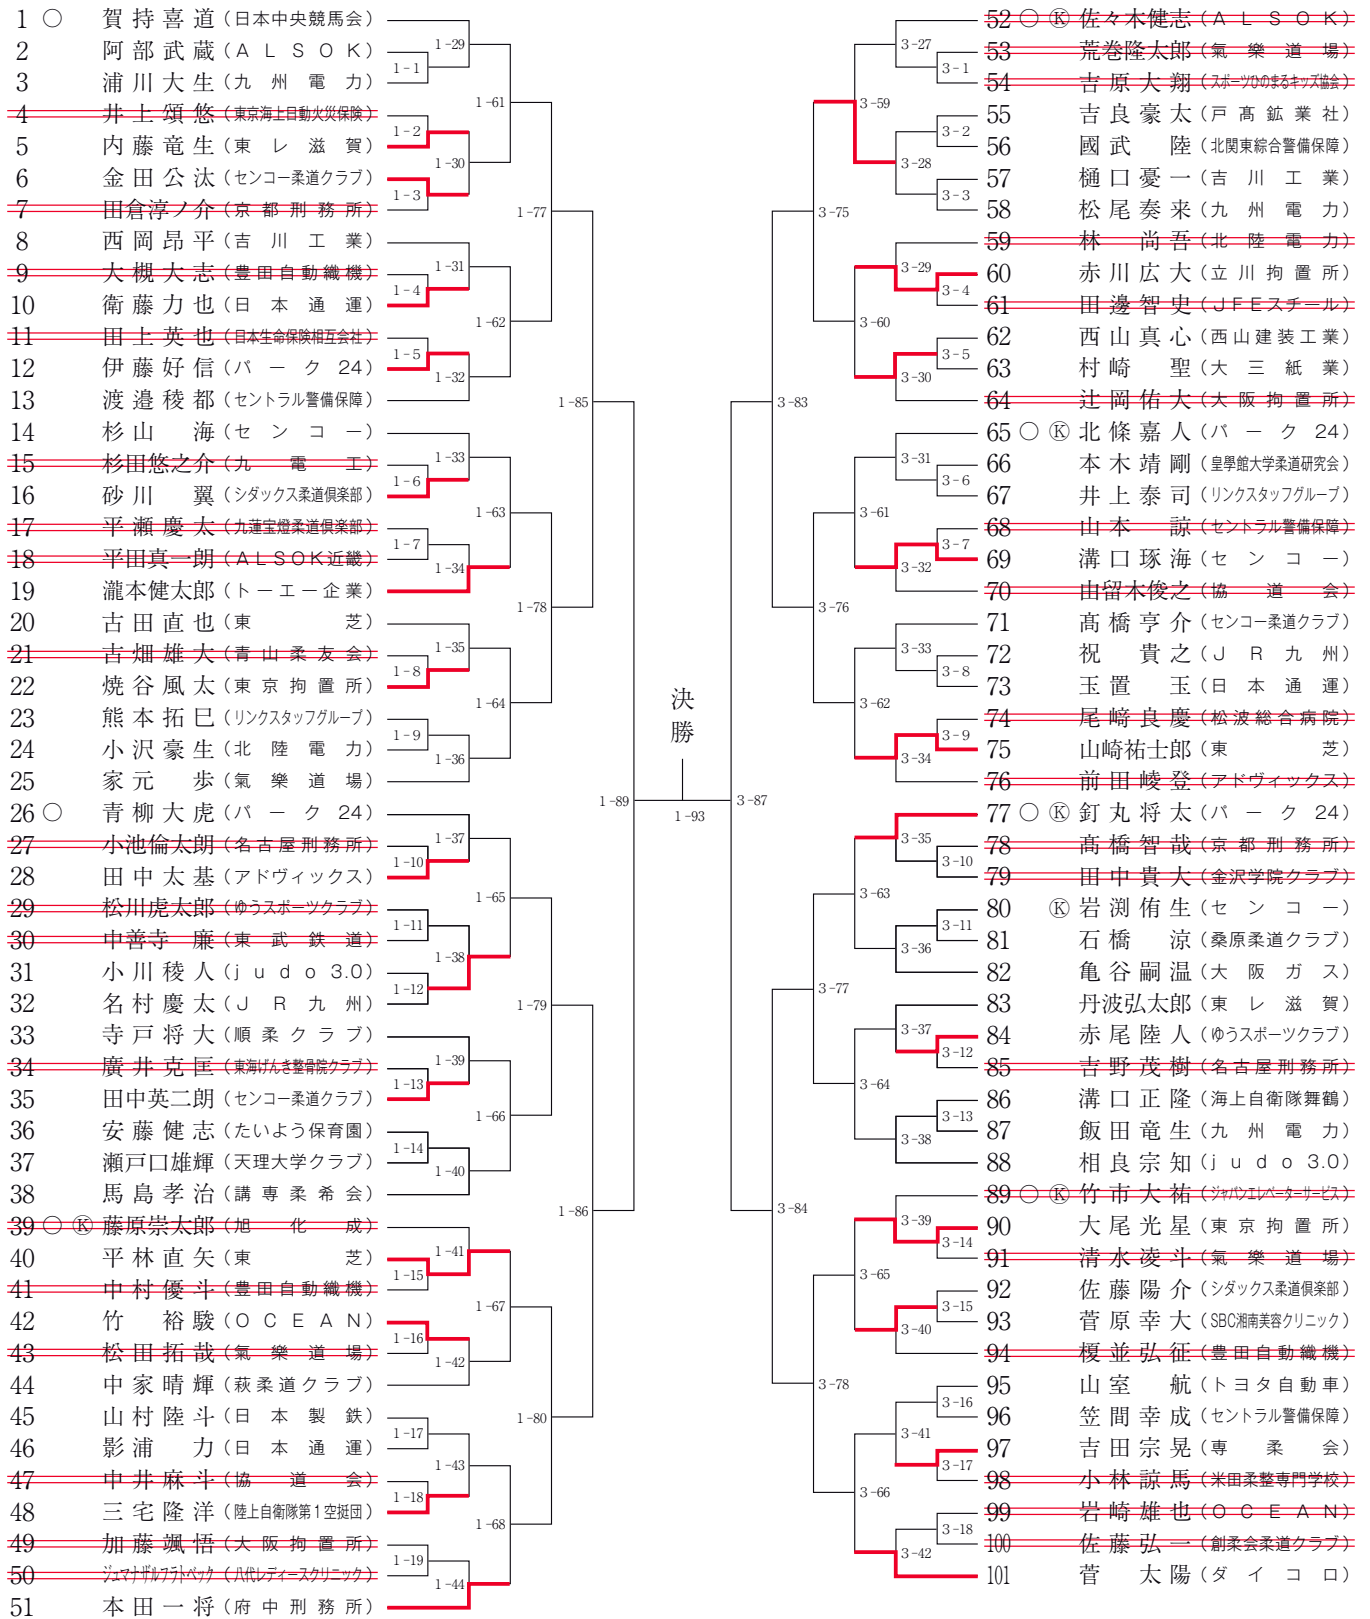 1 ○ 賀持喜道（日本中央競馬会）
2 阿部武蔵（ＡＬＳＯＫ）
3 浦川大生（九州電力）
4 井上頌悠（東京海上日動火災保険）
5 内藤竜生（東レ滋賀）
6 金田公汰（センコー柔道クラブ）
7 田倉淳ノ介（京都刑務所）
8 西岡昂平（吉川工業）
9 大槻大志（豊田自動織機）
10 衛藤力也（日本通運）
11 田上英也（日本生命保険相互会社）
12 伊藤好信（パーク24）
13 渡邉稜都（セントラル警備保障）
14 杉山　海（センコー）
15 杉田悠之介（九電工）
16 砂川　翼（シダックス柔道倶楽部）
17 平瀬慶太（九蓮宝燈柔道倶楽部）
18 平田真一朗（ＡＬＳＯＫ近畿）
19 瀧本健太郎（トーエー企業）
20 古田直也（東芝）
21 古畑雄大（青山柔友会）
22 焼谷風太（東京拘置所）
23 熊本拓巳（リンクスタッフグループ）
24 小沢豪生（北陸電力）
25 家元　歩（氣樂道場）
26 ○ 青柳大虎（パーク24）
27 小池倫太朗（名古屋刑務所）
28 田中太基（アドヴィックス）
29 松川虎太郎（ゆうスポーツクラブ）
30 中善寺　廉（東武鉄道）
31 小川稜人（ｊｕｄｏ3.0）
32 名村慶太（ＪＲ九州）
33 寺戸将大（順柔クラブ）
34 廣井克匡（東海げんき整骨院クラブ）
35 田中英二朗（センコー柔道クラブ）
36 安藤健志（たいよう保育園）
37 瀬戸口雄輝（天理大学クラブ）
38 馬島孝治（講専柔希会）
39 ○ Ⓚ 藤原崇太郎（旭化成）
40 平林直矢（東芝）
41 中村優斗（豊田自動織機）
42 竹　裕駿（ＯＣＥＡＮ）
43 松田拓哉（氣樂道場）
44 中家晴輝（萩柔道クラブ）
45 山村陸斗（日本製鉄）
46 影浦　力（日本通運）
47 中井麻斗（協道会）
48 三宅隆洋（陸上自衛隊第１空挺団）
49 加藤颯悟（大阪拘置所）
50 （八代レディースクリニック）
51 本田一将（府中刑務所）
1-29
1-1
1-61
1-2
1-30
1-3
1-77
1-31
1-4
1-62
1-5
1-32
1-85
1-33
1-6
1-63
1-7
1-34
1-78
1-35
1-8
1-64
1-9
1-36
1-89
1-37
1-10
1-65
1-11
1-38
1-12
1-79
1-39
1-13
1-66
1-14
1-40
1-86
1-41
1-15
1-67
1-16
1-42
1-80
1-17
1-43
1-18
1-68
1-19
1-44
決勝
1-93
3-27
3-1
3-59
3-2
3-28
3-3
3-75
3-29
3-4
3-60
3-5
3-30
3-83
3-31
3-6
3-61
3-7
3-32
3-76
3-33
3-8
3-62
3-9
3-34
3-87
3-35
3-10
3-63
3-11
3-36
3-77
3-37
3-12
3-64
3-13
3-38
3-84
3-39
3-14
3-65
3-15
3-40
3-78
3-16
3-41
3-17
3-66
3-18
3-42
52 ○ Ⓚ 佐々木健志（ＡＬＳＯＫ）
53 荒巻隆太郎（氣樂道場）
54 吉原大翔（スポーツひのまるキッズ協会）
55 吉良豪太（戸髙鉱業社）
56 國武　陸（北関東綜合警備保障）
57 樋口憂一（吉川工業）
58 松尾奏来（九州電力）
59 林　尚吾（北陸電力）
60 赤川広大（立川拘置所）
61 田邊智史（ＪＦＥスチール）
62 西山真心（西山建装工業）
63 村崎　聖（大三紙業）
64 辻岡佑大（大阪拘置所）
65 ○ Ⓚ 北條嘉人（パーク24）
66 本木靖剛（皇學館大学柔道研究会）
67 井上泰司（リンクスタッフグループ）
68 山本　諒（セントラル警備保障）
69 溝口琢海（センコー）
70 由留木俊之（協道会）
71 髙橋亨介（センコー柔道クラブ）
72 祝　貴之（ＪＲ九州）
73 玉置　玉（日本通運）
74 尾﨑良慶（松波総合病院）
75 山崎祐士郎（東芝）
76 前田崚登（アドヴィックス）
77 ○ Ⓚ 釘丸将太（パーク24）
78 髙橋智哉（京都刑務所）
79 田中貴大（金沢学院クラブ）
80 Ⓚ 岩渕侑生（センコー）
81 石橋　涼（桑原柔道クラブ）
82 亀谷嗣温（大阪ガス）
83 丹波弘太郎（東レ滋賀）
84 赤尾陸人（ゆうスポーツクラブ）
85 吉野茂樹（名古屋刑務所）
86 溝口正隆（海上自衛隊舞鶴）
87 飯田竜生（九州電力）
88 相良宗知（ｊｕｄｏ3.0）
89 ○ Ⓚ 竹市大祐（ジャパンエレベーターサービス）
90 大尾光星（東京拘置所）
91 清水凌斗（氣樂道場）
92 佐藤陽介（シダックス柔道倶楽部）
93 菅原幸大（SBC湘南美容クリニック）
94 榎並弘征（豊田自動織機）
95 山室　航（トヨタ自動車）
96 笠間幸成（セントラル警備保障）
97 吉田宗晃（専柔会）
98 小林諒馬（米田柔整専門学校）
99 岩崎雄也（ＯＣＥＡＮ）
100 佐藤弘一（創柔会柔道クラブ）
101 菅　太陽（ダイコロ）